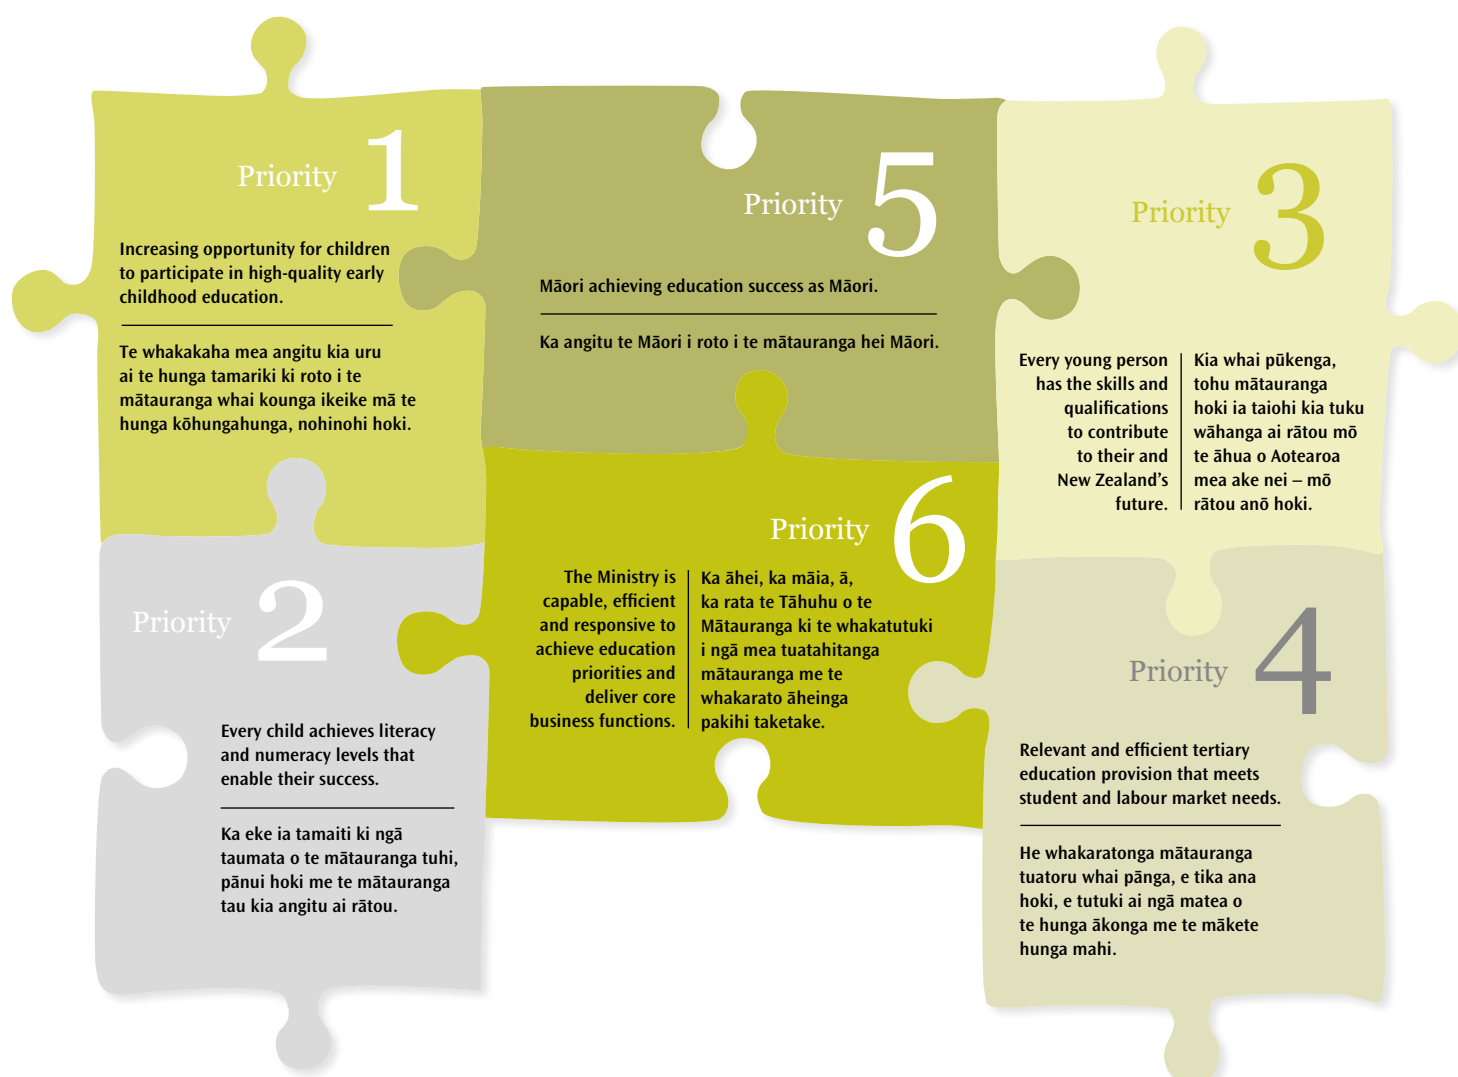 Priority 1
Increasing opportunity for children
to participate in high-quality early
childhood education.
Te whakakaha mea angitu kia uru
ai te hunga tamariki ki roto i te
mātauranga whai kounga ikeike mā te
hunga kōhungahunga, nohinohi hoki.
Priority 5
Māori achieving education success as Māori.
Ka angitu te Māori i roto i te mātauranga hei Māori.
Priority 3
Every young person
has the skills and
qualifications
to contribute
to their and
New Zealand’s
future.
Kia whai pūkenga,
tohu mātauranga
hoki ia taiohi kia tuku
wāhanga ai rātou mō
te āhua o Aotearoa
mea ake nei – mō
rātou anō hoki.
Priority 2
Every child achieves literacy
and numeracy levels that
enable their success.
Ka eke ia tamaiti ki ngā
taumata o te mātauranga tuhi,
pānui hoki me te mātauranga
tau kia angitu ai rātou.
Priority 6
The Ministry is
capable, efficient
and responsive to
achieve education
priorities and
deliver core
business functions.
Ka āhei, ka māia, ā,
ka rata te Tāhuhu o te
Mātauranga ki te whakatutuki
i ngā mea tuatahitanga
mātauranga me te
whakarato āheinga
pakihi taketake.
Priority 4
Relevant and efficient tertiary
education provision that meets
student and labour market needs.
He whakaratonga mātauranga
tuatoru whai pānga, e tika ana
hoki, e tutuki ai ngā matea o
te hunga ākonga me te mākete
hunga mahi.